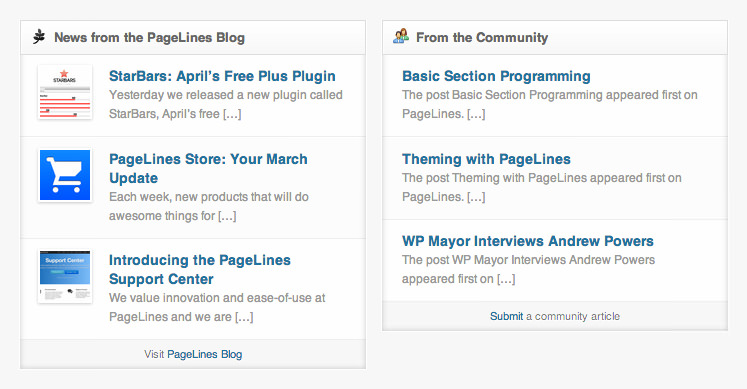 News from the PageLines Blog
STARBARS
StarBars: April's Free Plus Plugin
Yesterday we released a new plugin called
StarBars, April's free [...]
PageLines Store: Your March
Update
Each week, new products that will do
awesome things for [...]
Support Center
Introducing the PageLines
Support Center
We value innovation and ease-of-use at
PageLines and we are [...]
Visit PageLines Blog
From the Community
Basic Section Programming
The post Basic Section Programming appeared first on
PageLines. [...]
Theming with PageLines
The post Theming with PageLines appeared first on
PageLines. [...]
WP Mayor Interviews Andrew Powers
The post WP Mayor Interviews Andrew Powers
appeared first on [...]
Submit a community article